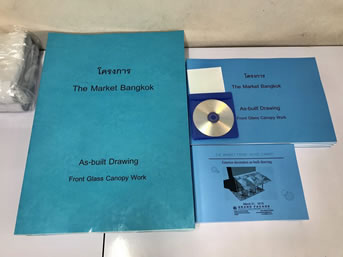 โครงการ
The Market Bangkok
As-built Drawing
Front Glass Canopy Work
โครงการ
The Market Bangkok
As-built Drawing
Front Glass Canopy Work